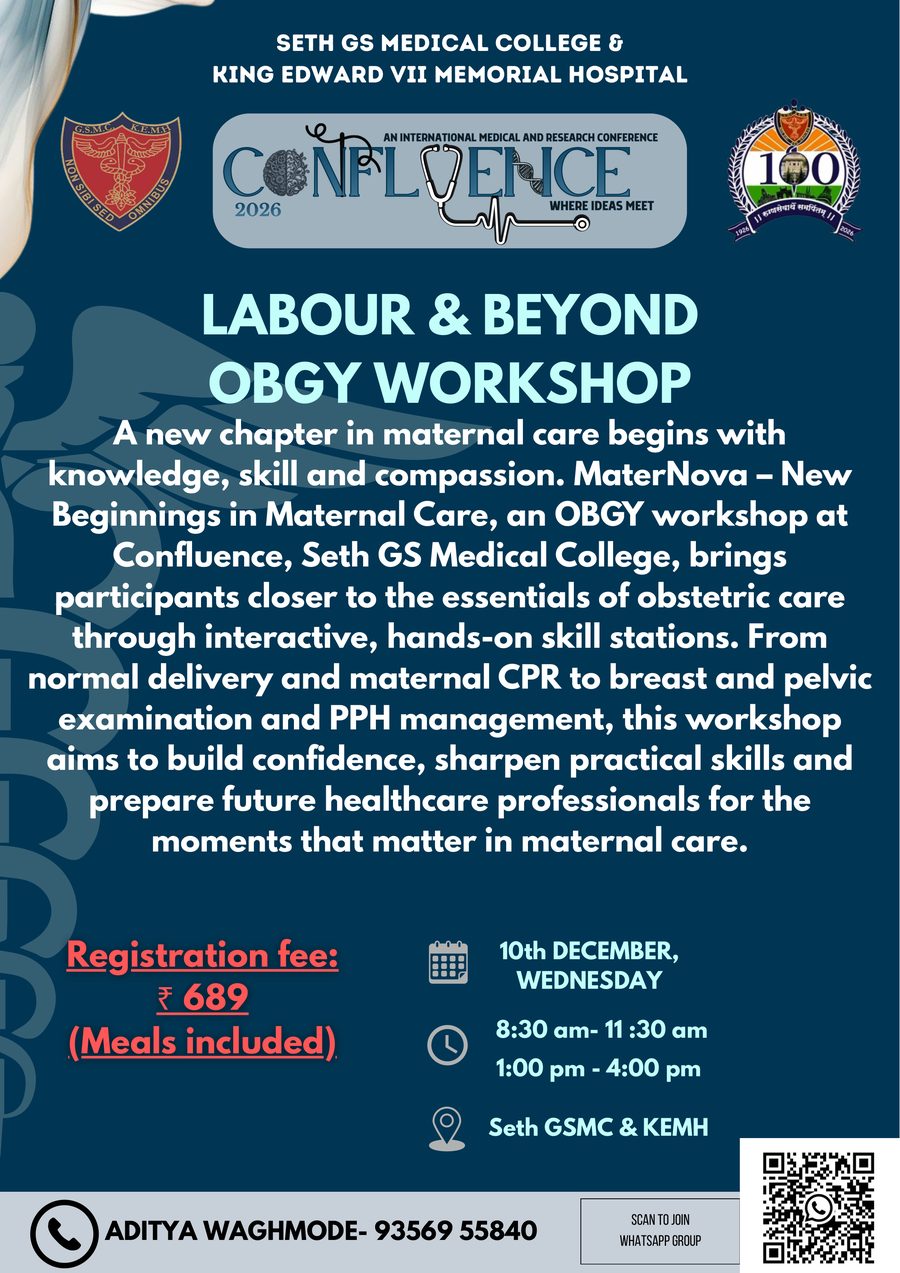 SETH GS MEDICAL COLLEGE &
KING EDWARD VII MEMORIAL HOSPITAL
G.S.M.C. K.E.M.H.
NON SIBI SED OMNIBUS
AN INTERNATIONAL MEDICAL AND RESEARCH CONFERENCE
CONFLUENCE
2026
WHERE IDEAS MEET
100
1926
2026
LABOUR & BEYOND
OBGY WORKSHOP
A new chapter in maternal care begins with
knowledge, skill and compassion. MaterNova – New
Beginnings in Maternal Care, an OBGY workshop at
Confluence, Seth GS Medical College, brings
participants closer to the essentials of obstetric care
through interactive, hands-on skill stations. From
normal delivery and maternal CPR to breast and pelvic
examination and PPH management, this workshop
aims to build confidence, sharpen practical skills and
prepare future healthcare professionals for the
moments that matter in maternal care.
Registration fee:
₹ 689
(Meals included)
10th DECEMBER,
WEDNESDAY
8:30 am- 11 :30 am
1:00 pm - 4:00 pm
Seth GSMC & KEMH
ADITYA WAGHMODE- 93569 55840
SCAN TO JOIN
WHATSAPP GROUP